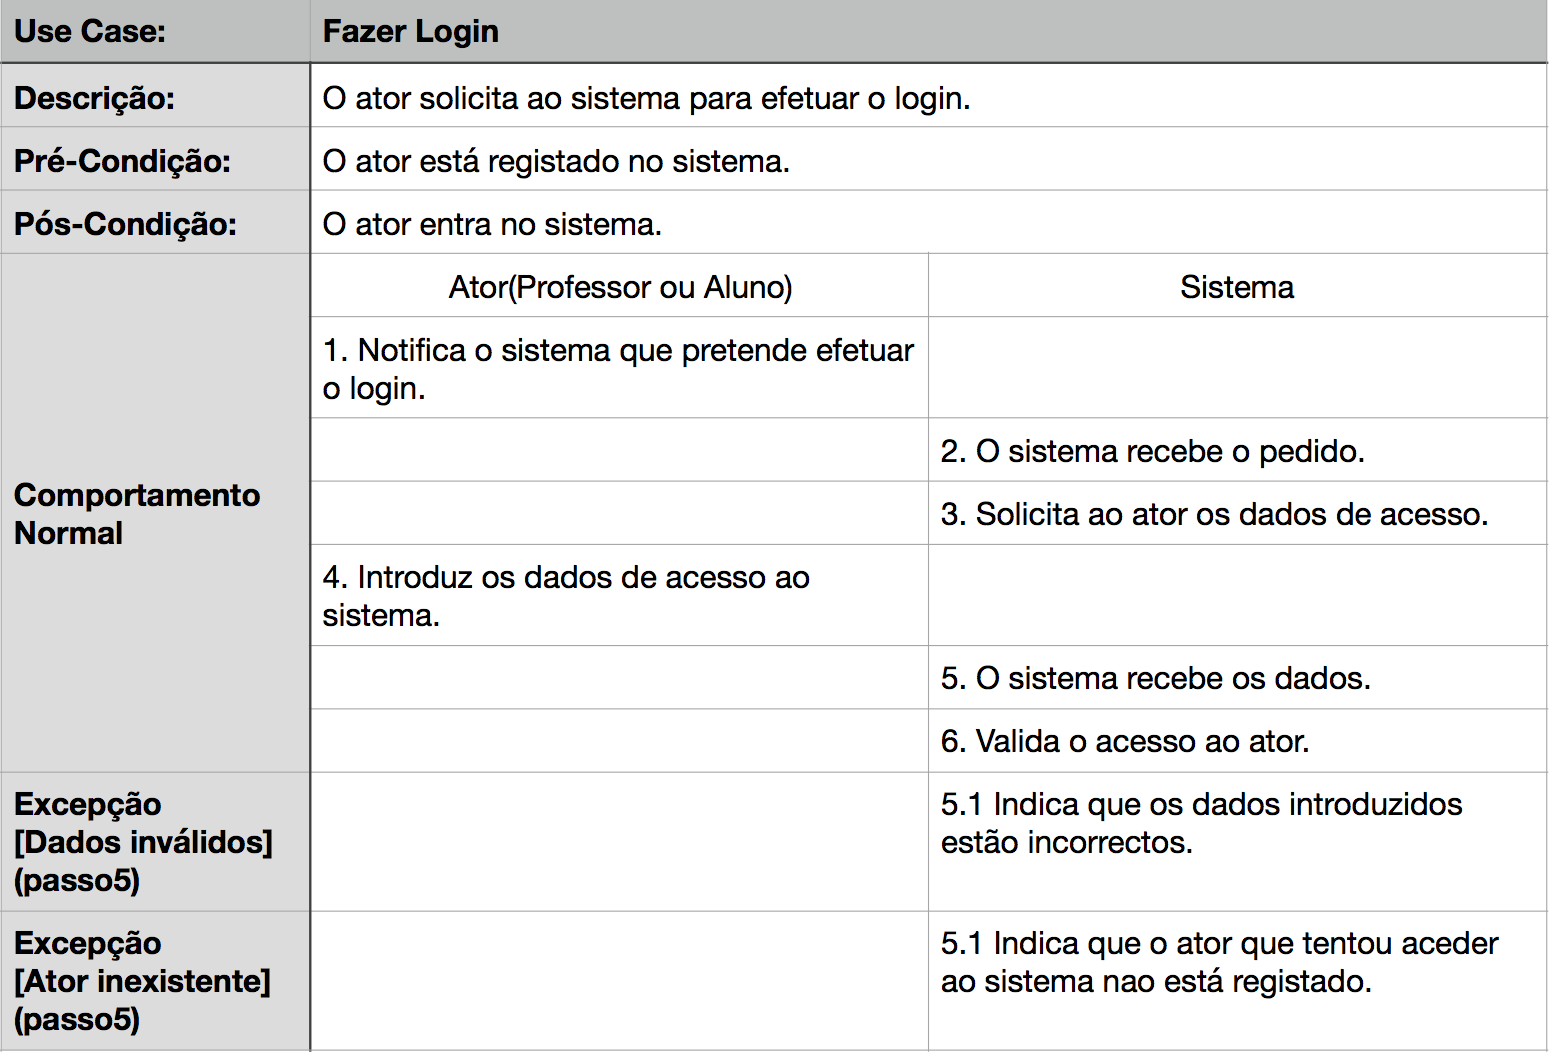 Use Case:
Fazer Login
Descrição:
O ator solicita ao sistema para efetuar o login.
Pré-Condição:
O ator está registado no sistema.
Pós-Condição:
O ator entra no sistema.
Comportamento
Normal
Ator(Professor ou Aluno)
Sistema
1. Notifica o sistema que pretende efetuar
o login.
2. O sistema recebe o pedido.
3. Solicita ao ator os dados de acesso.
4. Introduz os dados de acesso ao
sistema.
5. O sistema recebe os dados.
6. Valida o acesso ao ator.
Excepção
[Dados inválidos]
(passo5)
5.1 Indica que os dados introduzidos
estão incorrectos.
Excepção
[Ator inexistente]
(passo5)
5.1 Indica que o ator que tentou aceder
ao sistema nao está registado.